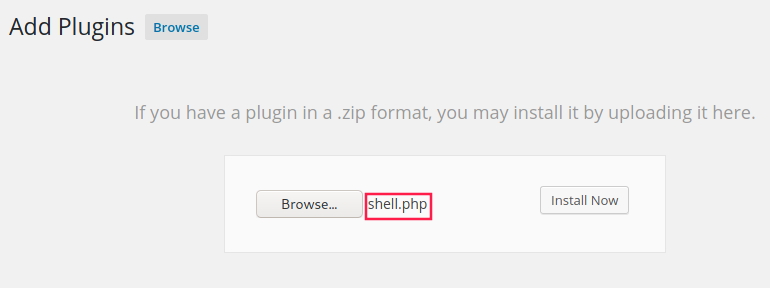 Add Plugins Browse
If you have a plugin in a .zip format, you may install it by uploading it here.
Browse... shell.php Install Now